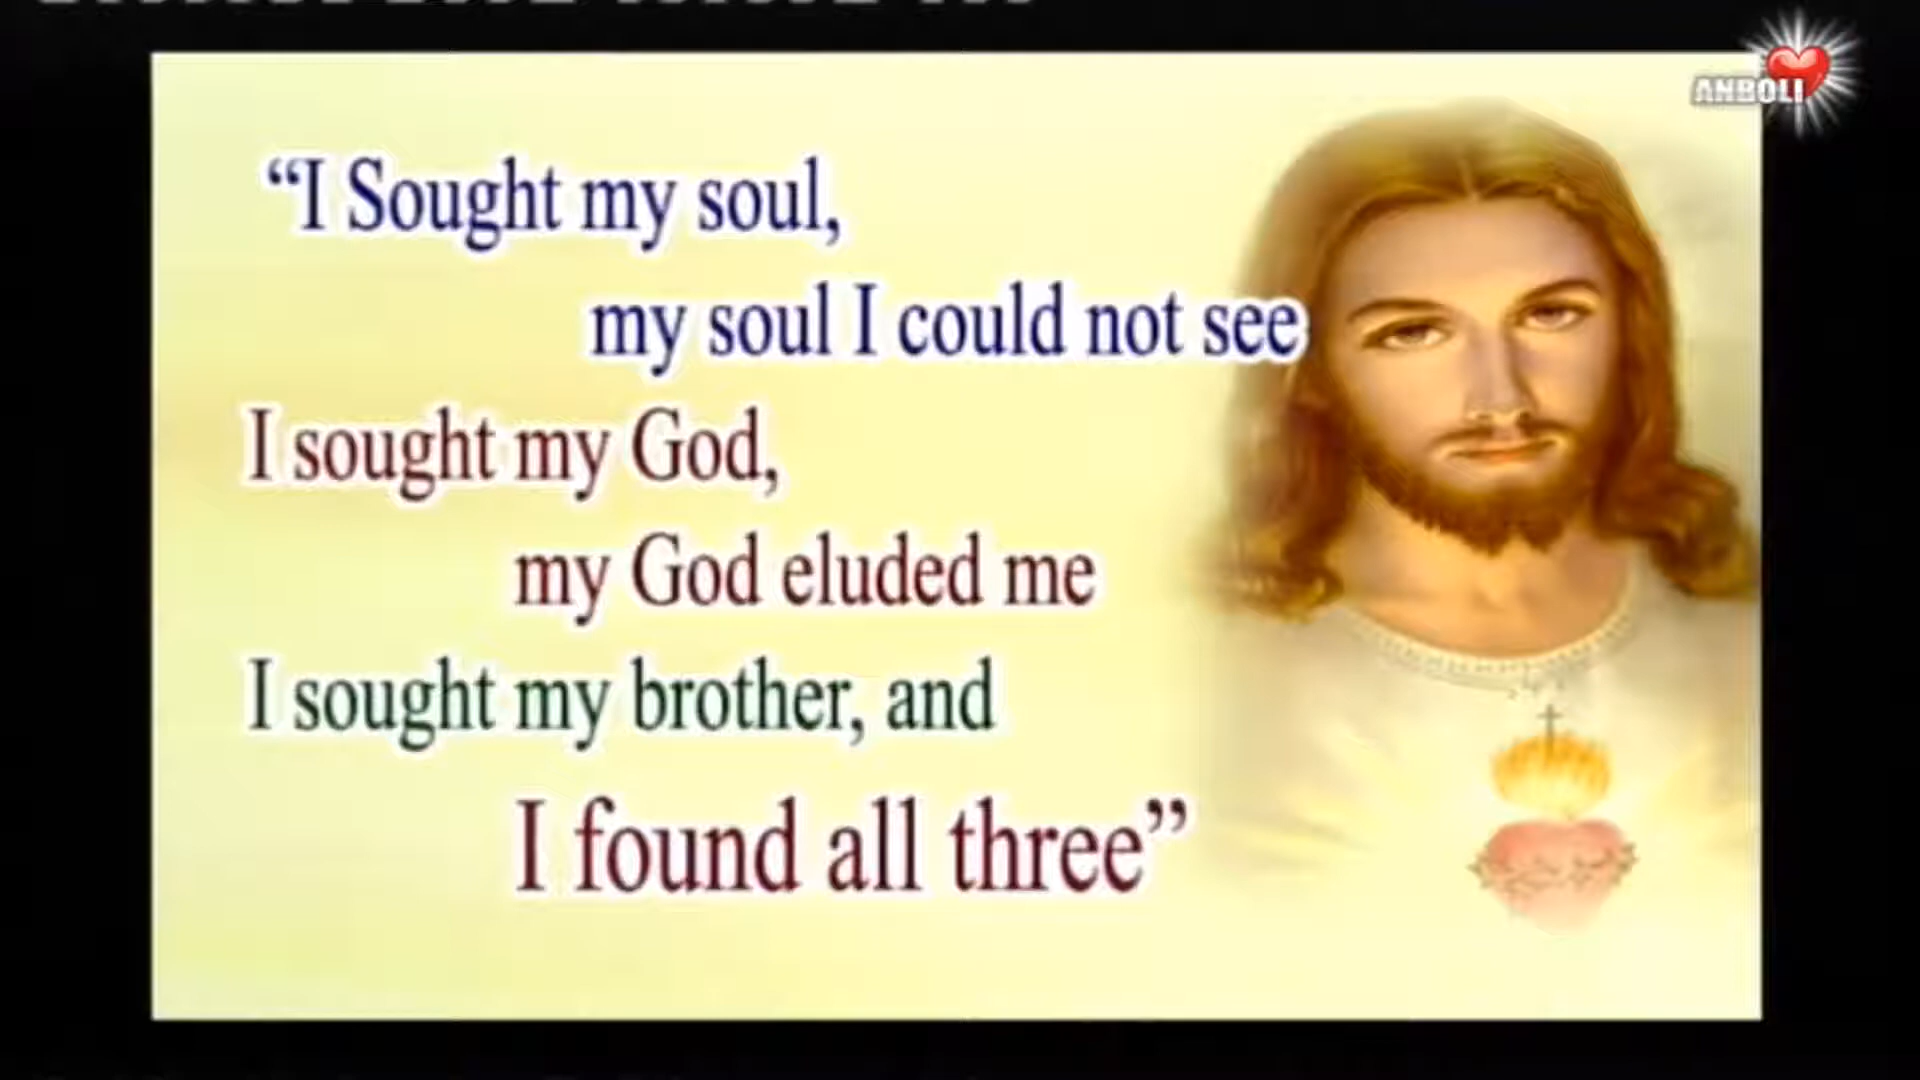 ANBOLI
“I Sought my soul,
my soul I could not see
I sought my God,
my God eluded me
I sought my brother, and
I found all three”